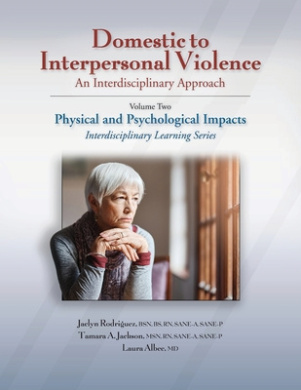 Domestic to
Interpersonal Violence
An Interdisciplinary Approach
Volume Two
Physical and Psychological Impacts
Interdisciplinary Learning Series
Jaclyn Rodriguez, BSN, BS, RN, SANE-A, SANE-P
Tamara A. Jackson, MSN, RN, SANE-A, SANE-P
Laura Albee, MD